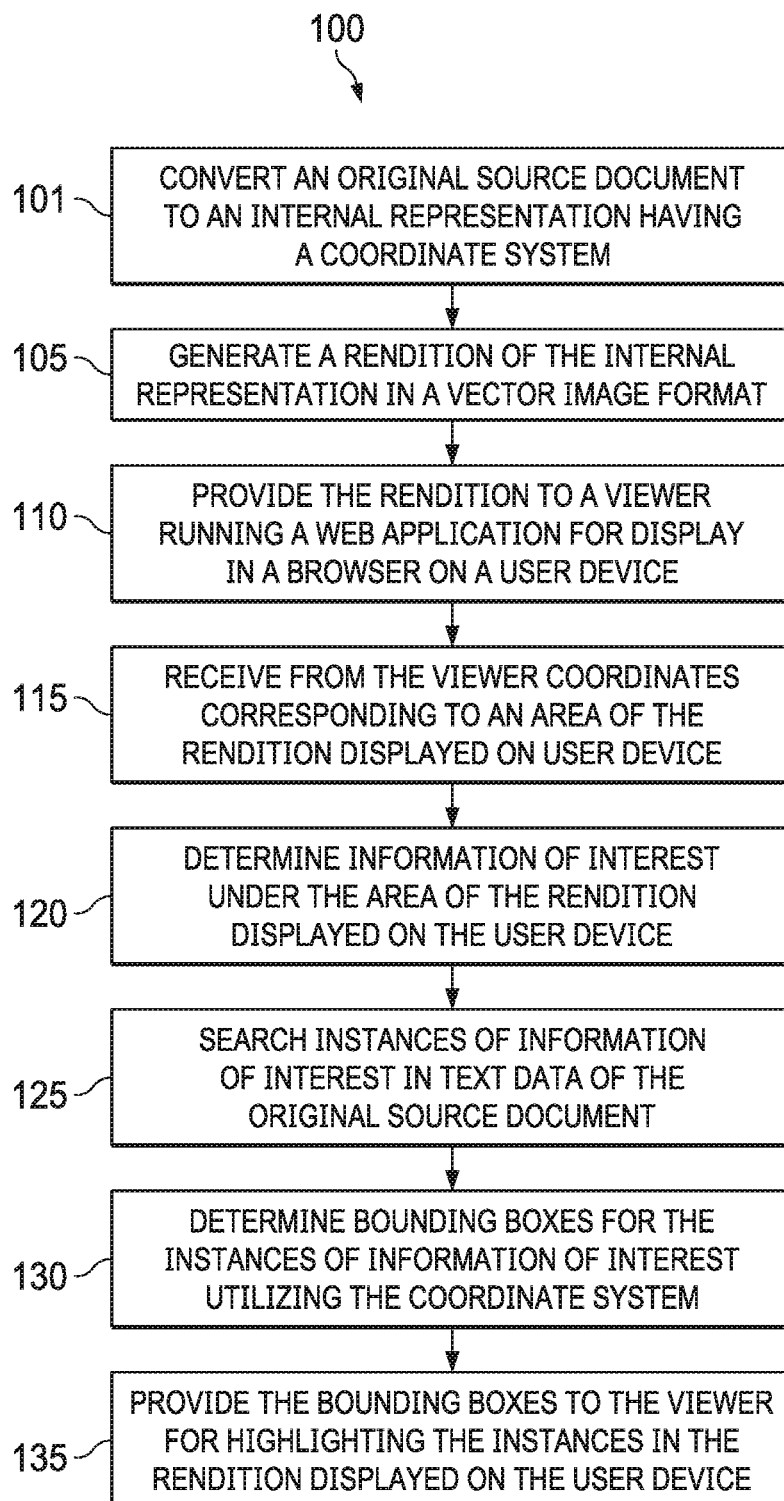 100
101
CONVERT AN ORIGINAL SOURCE DOCUMENT
TO AN INTERNAL REPRESENTATION HAVING
A COORDINATE SYSTEM
105
GENERATE A RENDITION OF THE INTERNAL
REPRESENTATION IN A VECTOR IMAGE FORMAT
110
PROVIDE THE RENDITION TO A VIEWER
RUNNING A WEB APPLICATION FOR DISPLAY
IN A BROWSER ON A USER DEVICE
115
RECEIVE FROM THE VIEWER COORDINATES
CORRESPONDING TO AN AREA OF THE
RENDITION DISPLAYED ON USER DEVICE
120
DETERMINE INFORMATION OF INTEREST
UNDER THE AREA OF THE RENDITION
DISPLAYED ON THE USER DEVICE
125
SEARCH INSTANCES OF INFORMATION
OF INTEREST IN TEXT DATA OF THE
ORIGINAL SOURCE DOCUMENT
130
DETERMINE BOUNDING BOXES FOR THE
INSTANCES OF INFORMATION OF INTEREST
UTILIZING THE COORDINATE SYSTEM
135
PROVIDE THE BOUNDING BOXES TO THE VIEWER
FOR HIGHLIGHTING THE INSTANCES IN THE
RENDITION DISPLAYED ON THE USER DEVICE